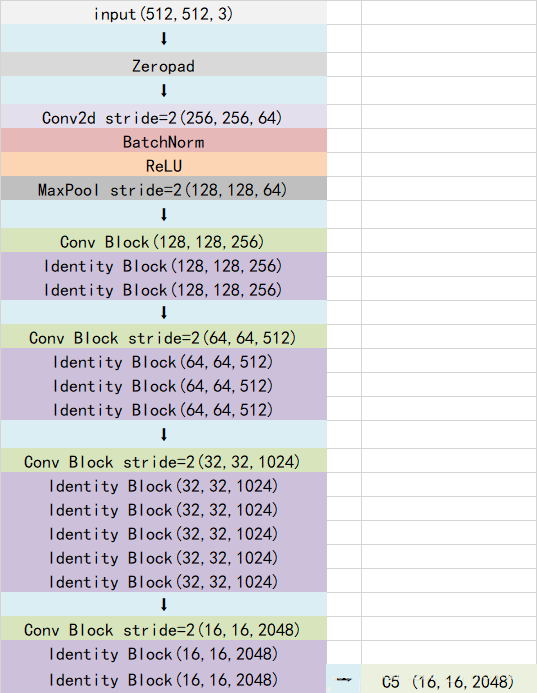 input(512,512,3)
⬇
Zeropad
⬇
Conv2d stride=2(256,256,64)
BatchNorm
ReLU
MaxPool stride=2(128,128,64)
⬇
Conv Block(128,128,256)
Identity Block(128,128,256)
Identity Block(128,128,256)
⬇
Conv Block stride=2(64,64,512)
Identity Block(64,64,512)
Identity Block(64,64,512)
Identity Block(64,64,512)
⬇
Conv Block stride=2(32,32,1024)
Identity Block(32,32,1024)
Identity Block(32,32,1024)
Identity Block(32,32,1024)
Identity Block(32,32,1024)
Identity Block(32,32,1024)
⬇
Conv Block stride=2(16,16,2048)
Identity Block(16,16,2048)
Identity Block(16,16,2048) C5 (16,16,2048)